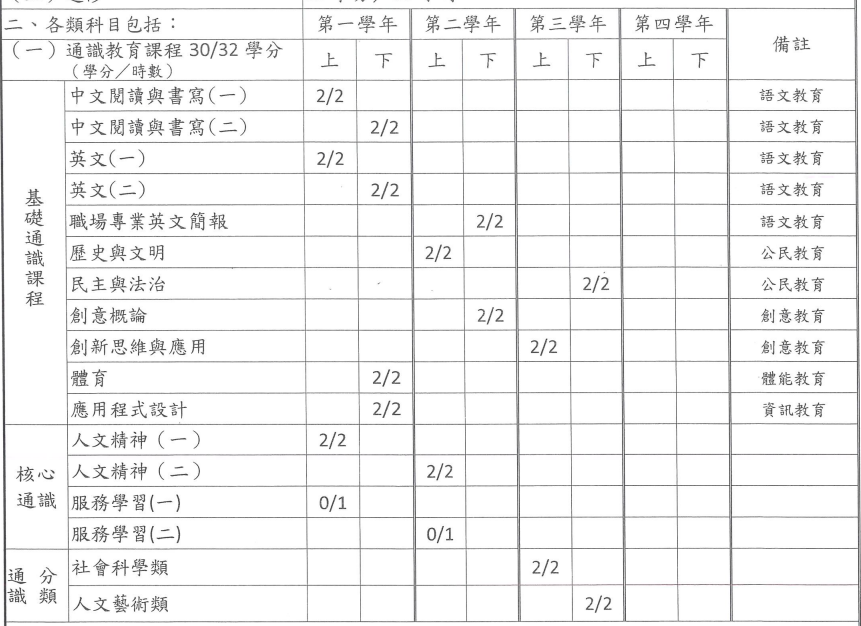 二、各類科目包括：
（一）通識教育課程 30/32 學分
（學分／時數）
第一學年 第二學年 第三學年 第四學年 備註
上 下 上 下 上 下 上 下
基礎通識課程
中文閱讀與書寫(一) 2/2 語文教育
中文閱讀與書寫(二) 2/2 語文教育
英文(一) 2/2 語文教育
英文(二) 2/2 語文教育
職場專業英文簡報 2/2 語文教育
歷史與文明 2/2 公民教育
民主與法治 2/2 公民教育
創意概論 2/2 創意教育
創新思維與應用 2/2 創意教育
體育 2/2 體能教育
應用程式設計 2/2 資訊教育
核心通識
人文精神（一） 2/2
人文精神（二） 2/2
服務學習(一) 0/1
服務學習(二) 0/1
分類通識
社會科學類 2/2
人文藝術類 2/2